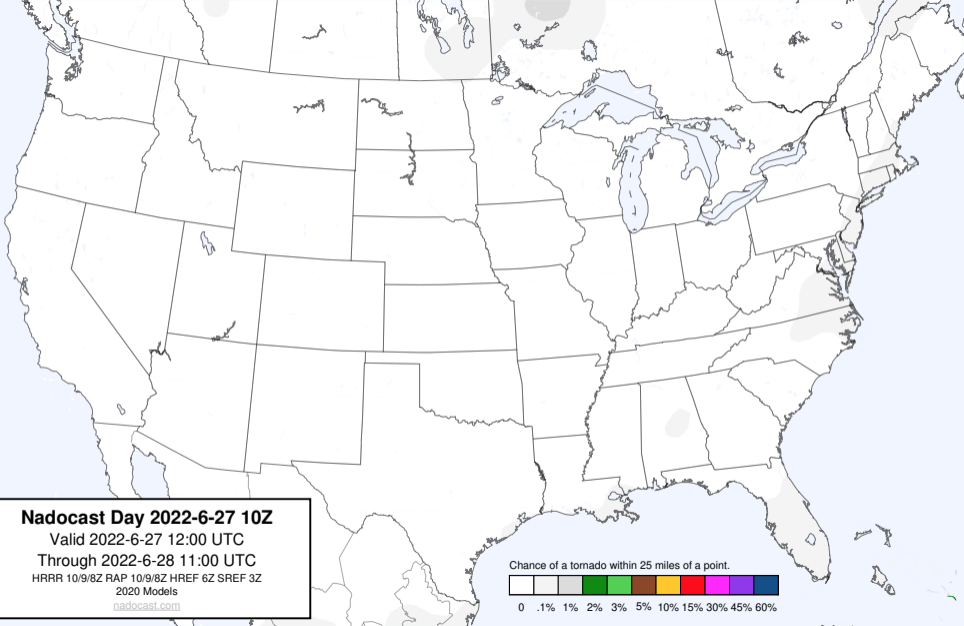 Nadocast Day 2022-6-27 10Z
Valid 2022-6-27 12:00 UTC
Through 2022-6-28 11:00 UTC
HRRR 10/9/8Z RAP 10/9/8Z HREF 6Z SREF 3Z
2020 Models
nadocast.com
Chance of a tornado within 25 miles of a point.
0 .1% 1% 2% 3% 5% 10% 15% 30% 45% 60%